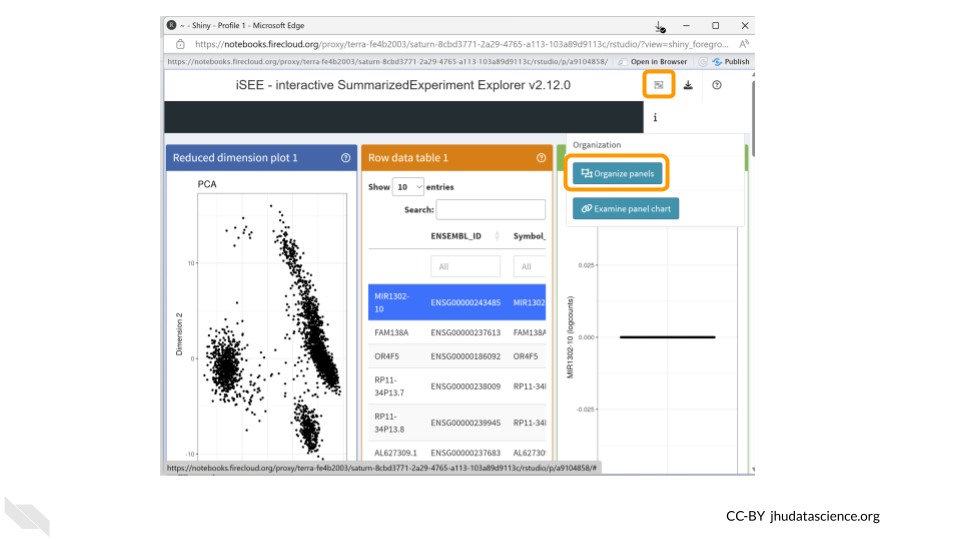 ~ - Shiny - Profile 1 - Microsoft Edge
https://notebooks.firecloud.org/proxy/terra-fe4b2003/saturn-8cbd3771-2a29-4765-a113-103a89d9113c/rstudio/?view=shiny_foregro...
https://notebooks.firecloud.org/proxy/terra-fe4b2003/saturn-8cbd3771-2a29-4765-a113-103a89d9113c/rstudio/p/a9104858/ Open in Browser Publish
iSEE - interactive SummarizedExperiment Explorer v2.12.0
i
Organization
Organize panels
Examine panel chart
Reduced dimension plot 1
PCA
Dimension 2
10
5
0
-10
Row data table 1
Show 10 entries
Search:
ENSEMBL_ID Symbol_
All All
MIR1302-10 ENSG00000243485 MIR1302
FAM138A ENSG00000237613 FAM138A
OR4F5 ENSG00000186092 OR4F5
RP11-34P13.7 ENSG00000238009 RP11-34
RP11-34P13.8 ENSG00000239945 RP11-34
AL627309.1 ENSG00000237683 AL62730
MIR1302-10 (logcounts)
0.025
0.000
-0.025
https://notebooks.firecloud.org/proxy/terra-fe4b2003/saturn-8cbd3771-2a29-4765-a113-103a89d9113c/rstudio/p/a9104858/#
CC-BY jhudatascience.org